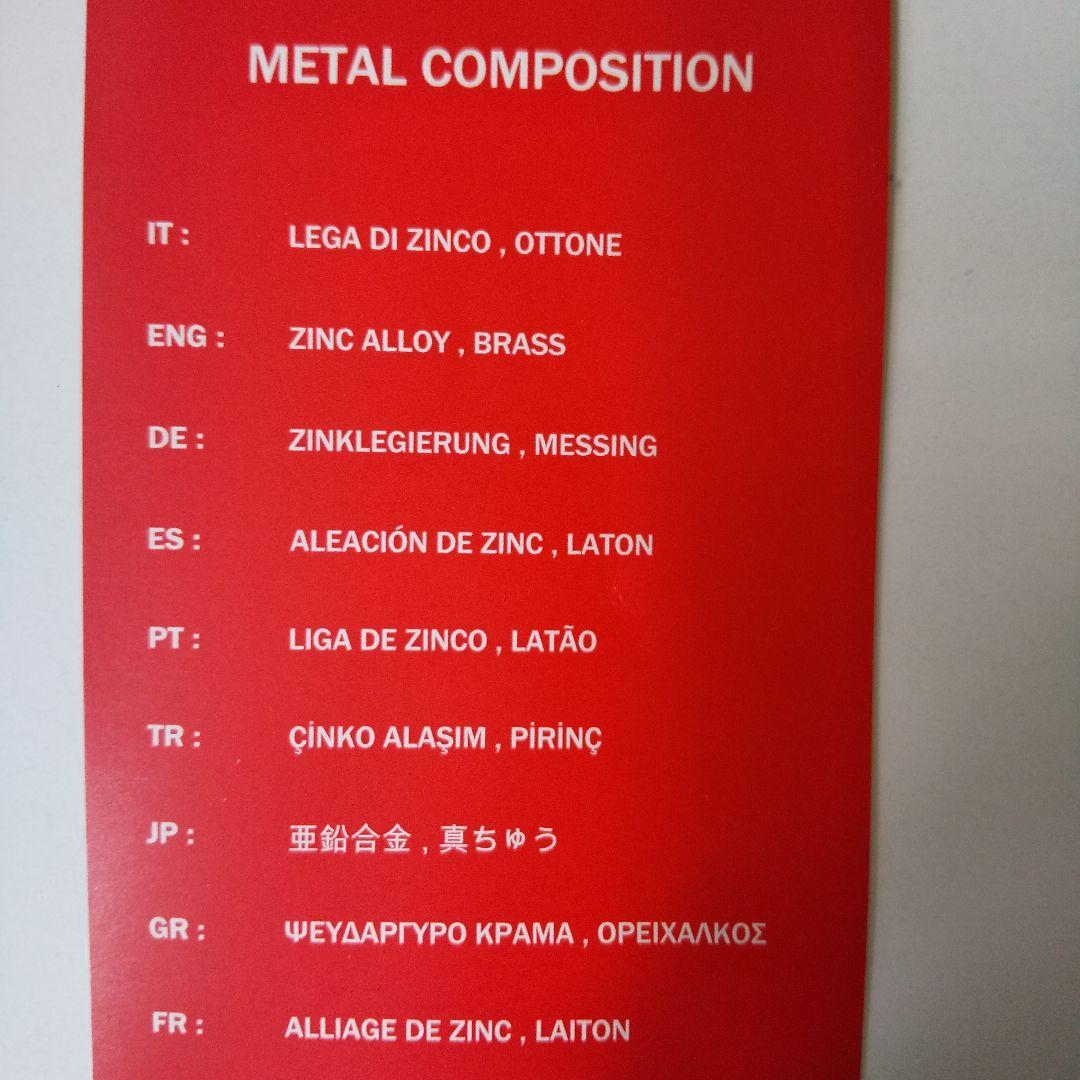 METAL COMPOSITION
IT : LEGA DI ZINCO , OTTONE
ENG : ZINC ALLOY , BRASS
DE : ZINKLEGIERUNG , MESSING
ES : ALEACIÓN DE ZINC , LATON
PT : LIGA DE ZINCO , LATÃO
TR : ÇİNKO ALAŞIM , PİRİNÇ
JP : 亜鉛合金 , 真ちゅう
GR : ΨΕΥΔΑΡΓΥΡΟ ΚΡΑΜΑ , ΟΡΕΙΧΑΛΚΟΣ
FR : ALLIAGE DE ZINC , LAITON